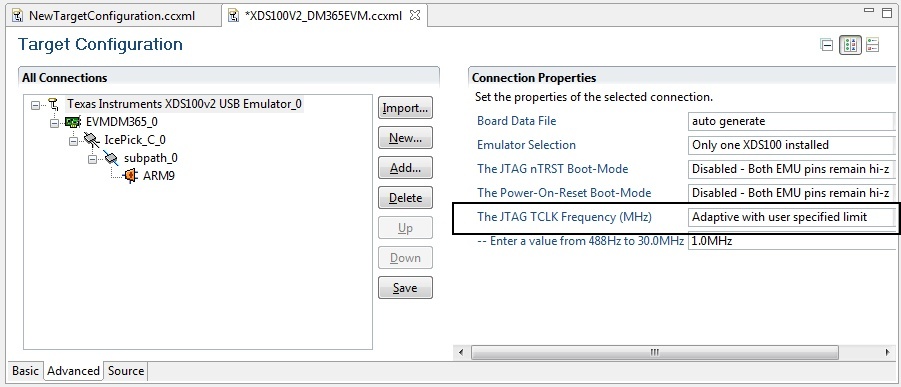 NewTargetConfiguration.ccxml
*XDS100V2_DM365EVM.ccxml
Target Configuration
All Connections
Texas Instruments XDS100v2 USB Emulator_0
EVMDM365_0
IcePick_C_0
subpath_0
ARM9
Import...
New...
Add...
Delete
Up
Down
Save
Connection Properties
Set the properties of the selected connection.
Board Data File auto generate
Emulator Selection Only one XDS100 installed
The JTAG nTRST Boot-Mode Disabled - Both EMU pins remain hi-z
The Power-On-Reset Boot-Mode Disabled - Both EMU pins remain hi-z
The JTAG TCLK Frequency (MHz) Adaptive with user specified limit
-- Enter a value from 488Hz to 30.0MHz 1.0MHz
Basic Advanced Source